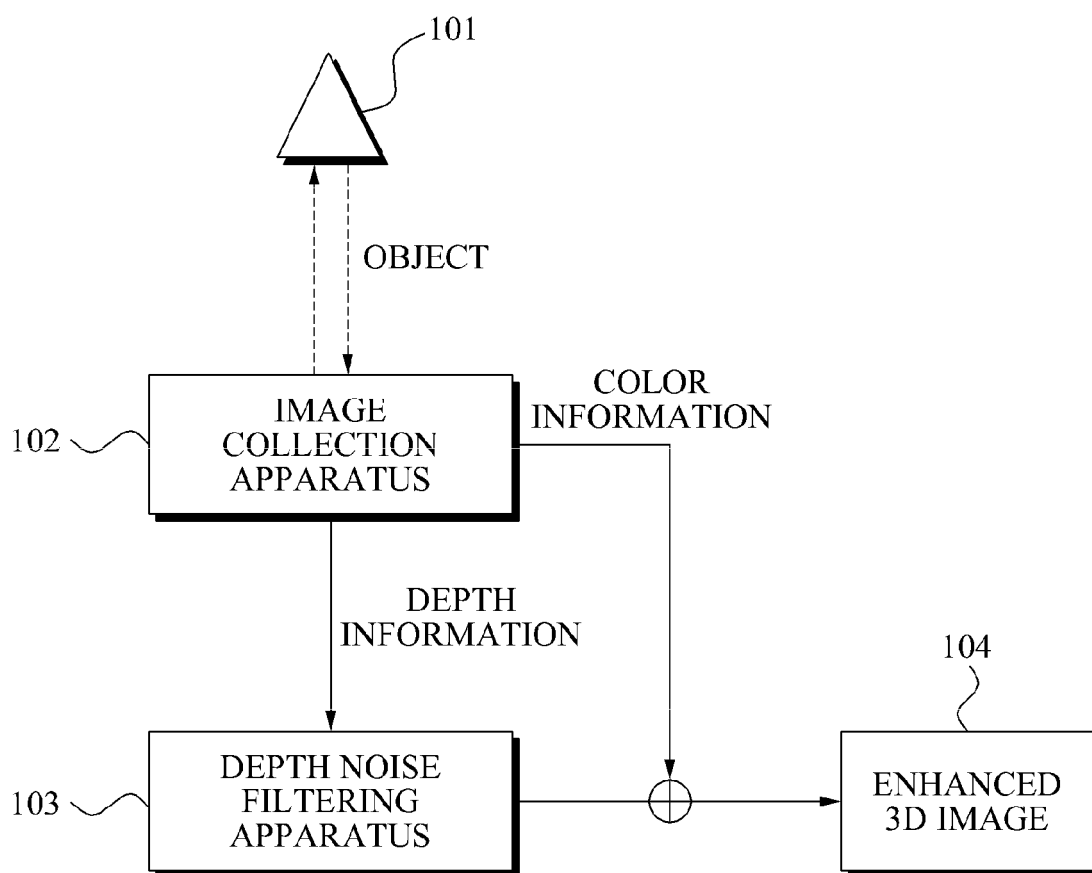 101
OBJECT
COLOR
INFORMATION
102
IMAGE
COLLECTION
APPARATUS
DEPTH
INFORMATION
104
103
DEPTH NOISE
FILTERING
APPARATUS
ENHANCED
3D IMAGE